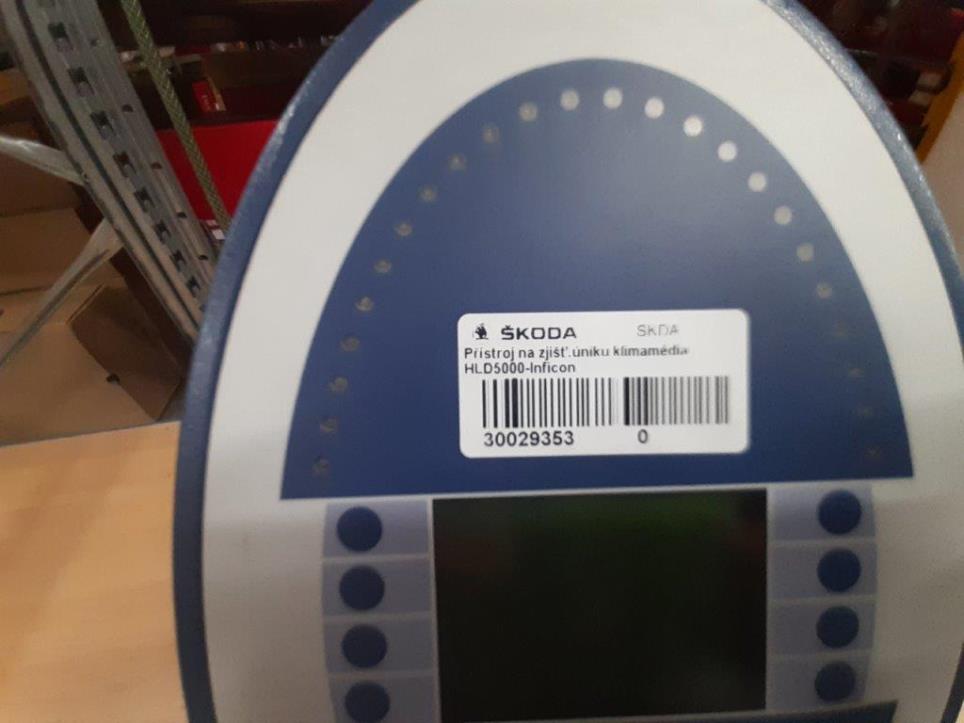 ŠKODA SKDA
Přístroj na zjišť.úniku klimamédia
HLD5000-Inficon
30029353 0